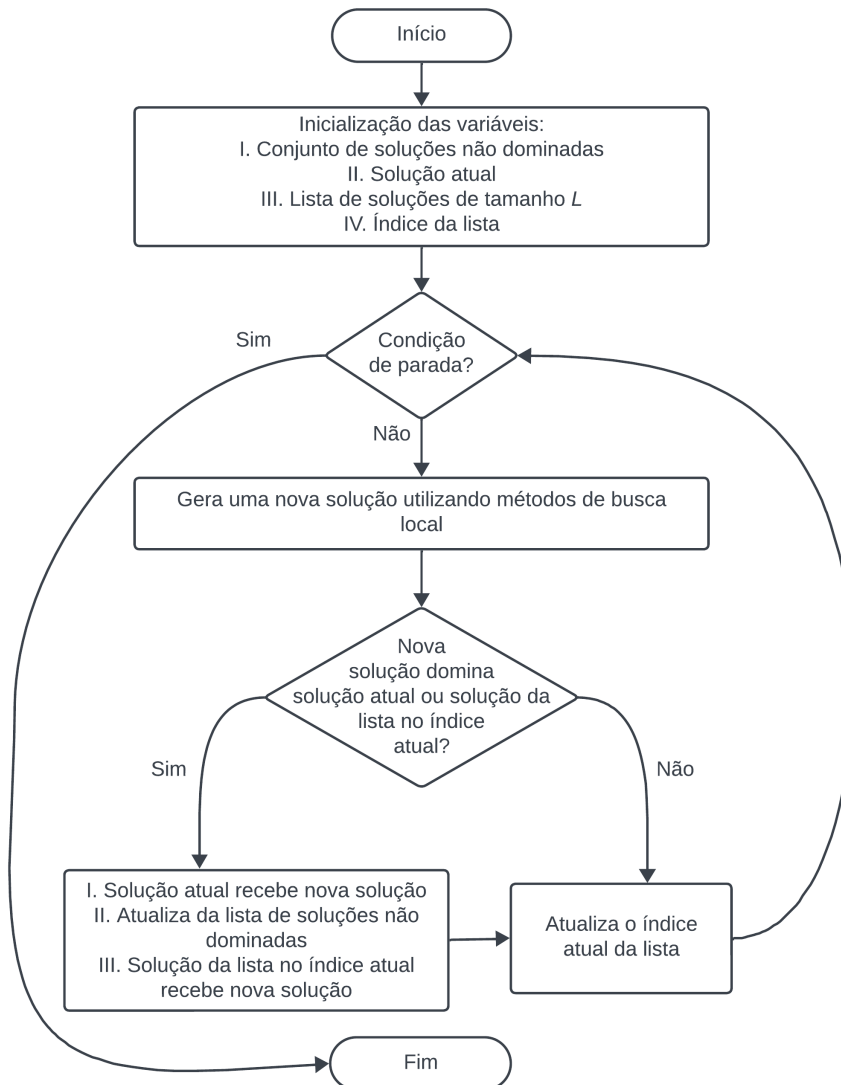 Início
Inicialização das variáveis:
I. Conjunto de soluções não dominadas
II. Solução atual
III. Lista de soluções de tamanho L
IV. Índice da lista
Sim
Condição
de parada?
Não
Gera uma nova solução utilizando métodos de busca
local
Nova
solução domina
solução atual ou solução da
lista no índice
atual?
Sim
Não
I. Solução atual recebe nova solução
II. Atualiza da lista de soluções não
dominadas
III. Solução da lista no índice atual
recebe nova solução
Atualiza o índice
atual da lista
Fim